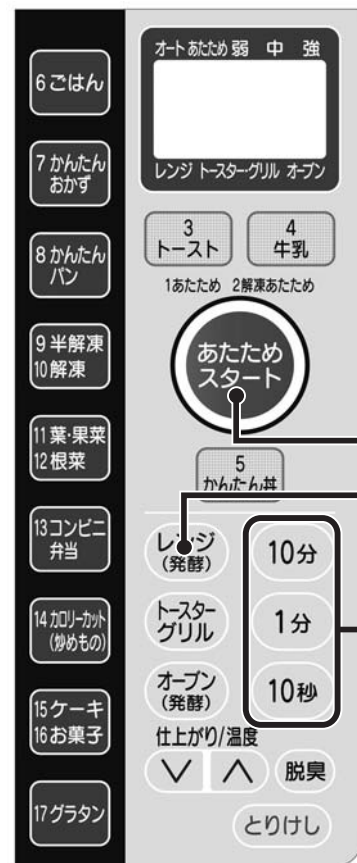 6ごはん
7かんたん
おかず
8かんたん
パン
9半解凍
10解凍
11葉・果菜
12根菜
13コンビニ
弁当
14カロリーカット
(炒めもの)
15ケーキ
16お菓子
17グラタン
オートあたため 弱 中 強
レンジ トースター・グリル オーブン
3
トースト
4
牛乳
1あたため 2解凍あたため
あたため
スタート
5
かんたん丼
レンジ
(発酵)
10分
トースター
グリル
1分
オーブン
(発酵)
10秒
仕上がり/温度
脱臭
とりけし